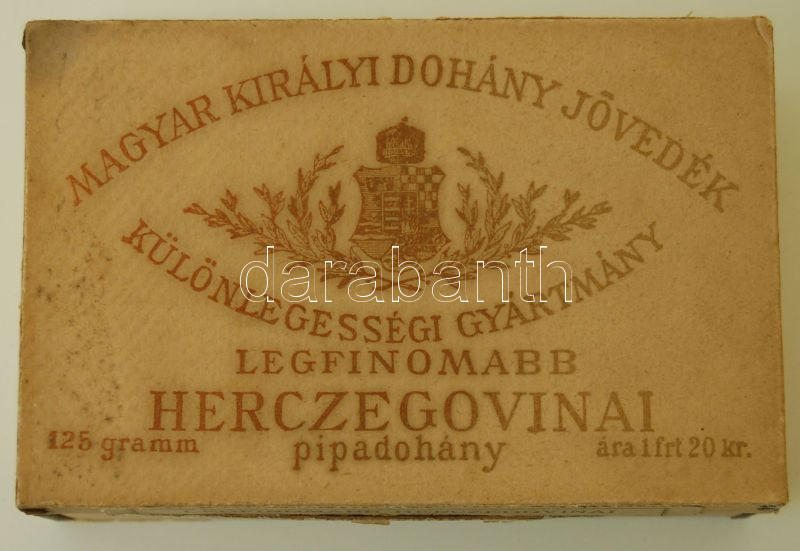 MAGYAR KIRÁLYI DOHÁNY JÖVEDÉK
darabanth
KÜLÖNLEGESSÉGI GYÁRTMÁNY
LEGFINOMABB
HERCZEGOVINAI
125 gramm pipadohány ára 1 frt 20 kr.